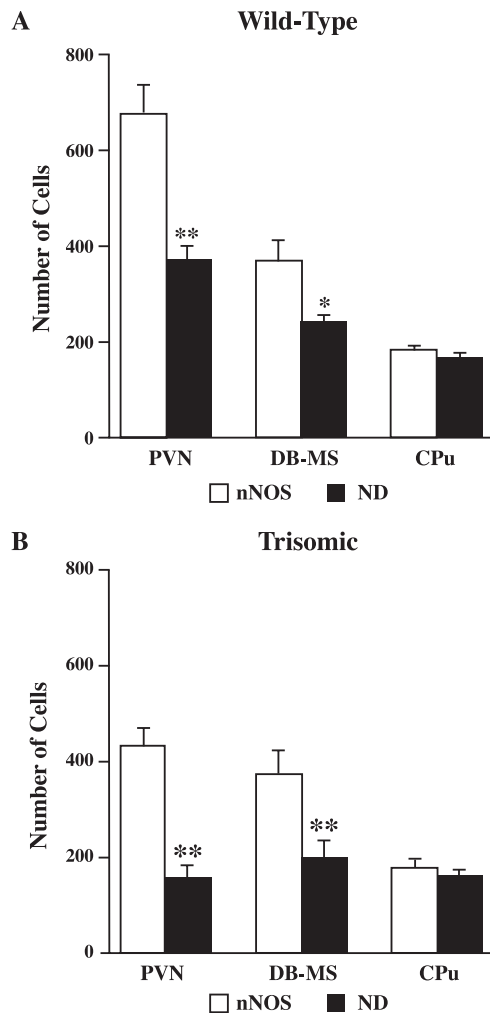 A Wild-Type
800
600
400
200
0
Number of Cells
**
*
PVN DB-MS CPu
nNOS ND
B Trisomic
800
600
400
200
0
Number of Cells
**
**
PVN DB-MS CPu
nNOS ND